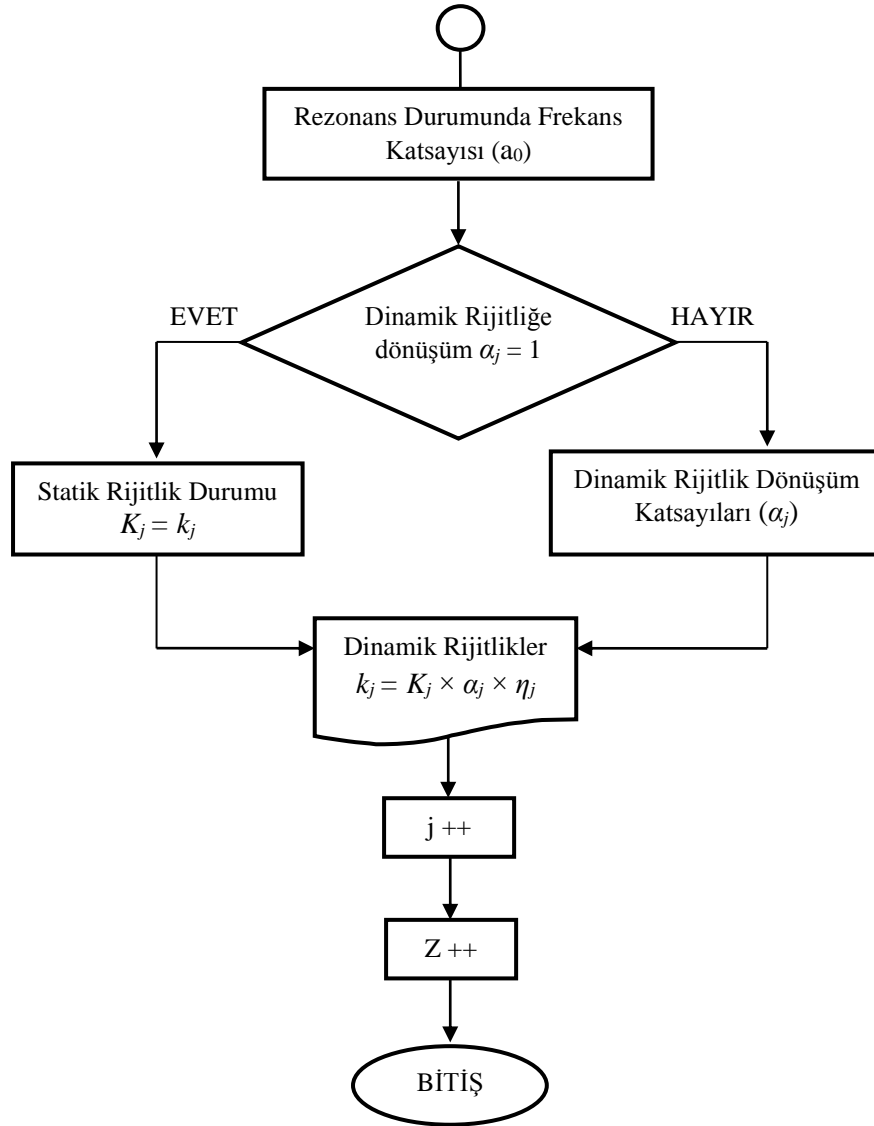 Rezonans Durumunda Frekans
Katsayısı (a₀)
Dinamik Rijitliğe
dönüşüm αⱼ = 1
EVET
HAYIR
Statik Rijitlik Durumu
Kⱼ = kⱼ
Dinamik Rijitlik Dönüşüm
Katsayıları (αⱼ)
Dinamik Rijitlikler
kⱼ = Kⱼ × αⱼ × ηⱼ
j ++
Z ++
BİTİŞ